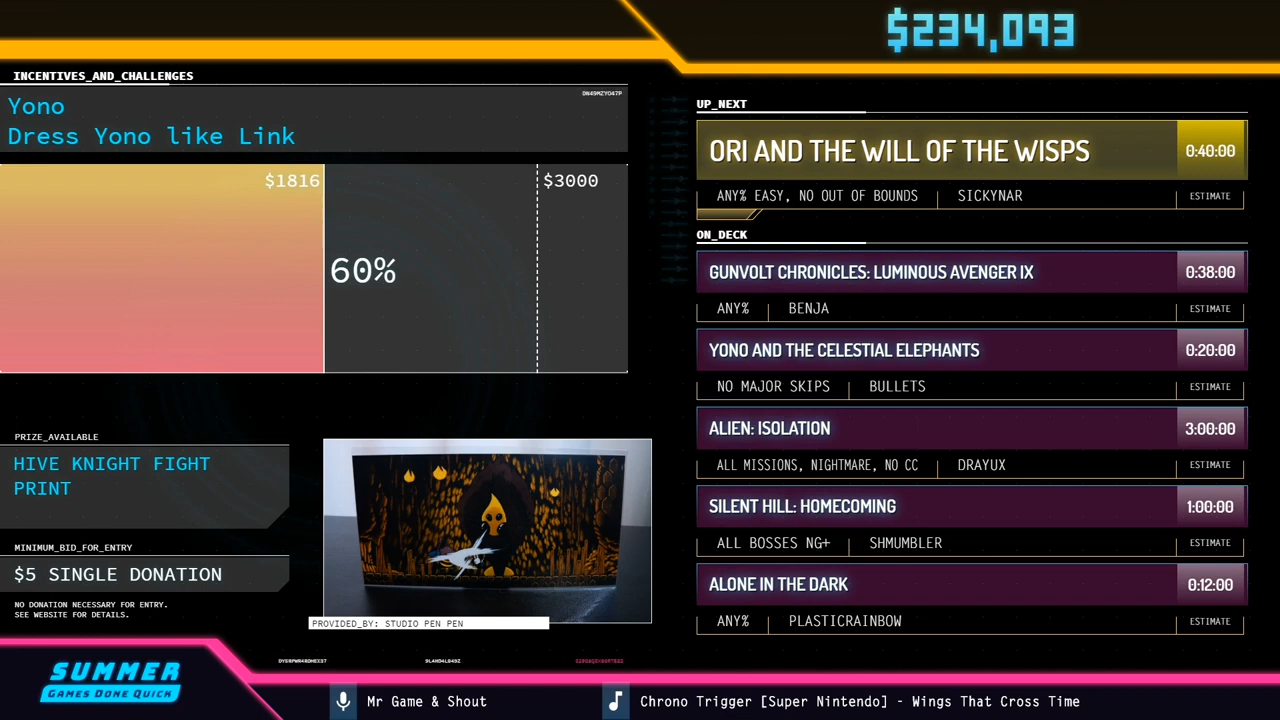 $234,093
INCENTIVES_AND_CHALLENGES
Yono
Dress Yono like Link
$1816
$3000
60%
PRIZE_AVAILABLE
HIVE KNIGHT FIGHT
PRINT
MINIMUM_BID_FOR_ENTRY
$5 SINGLE DONATION
NO DONATION NECESSARY FOR ENTRY.
SEE WEBSITE FOR DETAILS.
PROVIDED_BY: STUDIO PEN PEN
UP_NEXT
ORI AND THE WILL OF THE WISPS 0:40:00
ANY% EASY, NO OUT OF BOUNDS SICKYNAR ESTIMATE
ON_DECK
GUNVOLT CHRONICLES: LUMINOUS AVENGER IX 0:38:00
ANY% BENJA ESTIMATE
YONO AND THE CELESTIAL ELEPHANTS 0:20:00
NO MAJOR SKIPS BULLETS ESTIMATE
ALIEN: ISOLATION 3:00:00
ALL MISSIONS, NIGHTMARE, NO CC DRAYUX ESTIMATE
SILENT HILL: HOMECOMING 1:00:00
ALL BOSSES NG+ SHMUMBLER ESTIMATE
ALONE IN THE DARK 0:12:00
ANY% PLASTICRAINBOW ESTIMATE
SUMMER
GAMES DONE QUICK
Mr Game & Shout
Chrono Trigger [Super Nintendo] - Wings That Cross Time